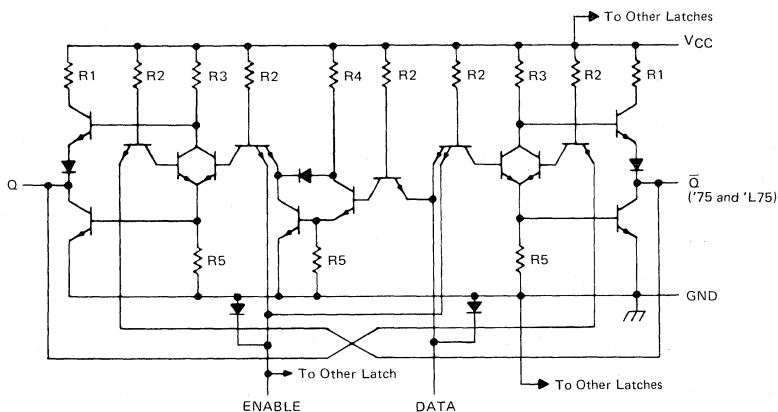 To Other Latches
VCC
R1
R2
R3
R2
R4
R2
R2
R3
R2
R1
Q
Q̅
('75 and 'L75)
R5
R5
R5
GND
To Other Latch
To Other Latches
ENABLE
DATA